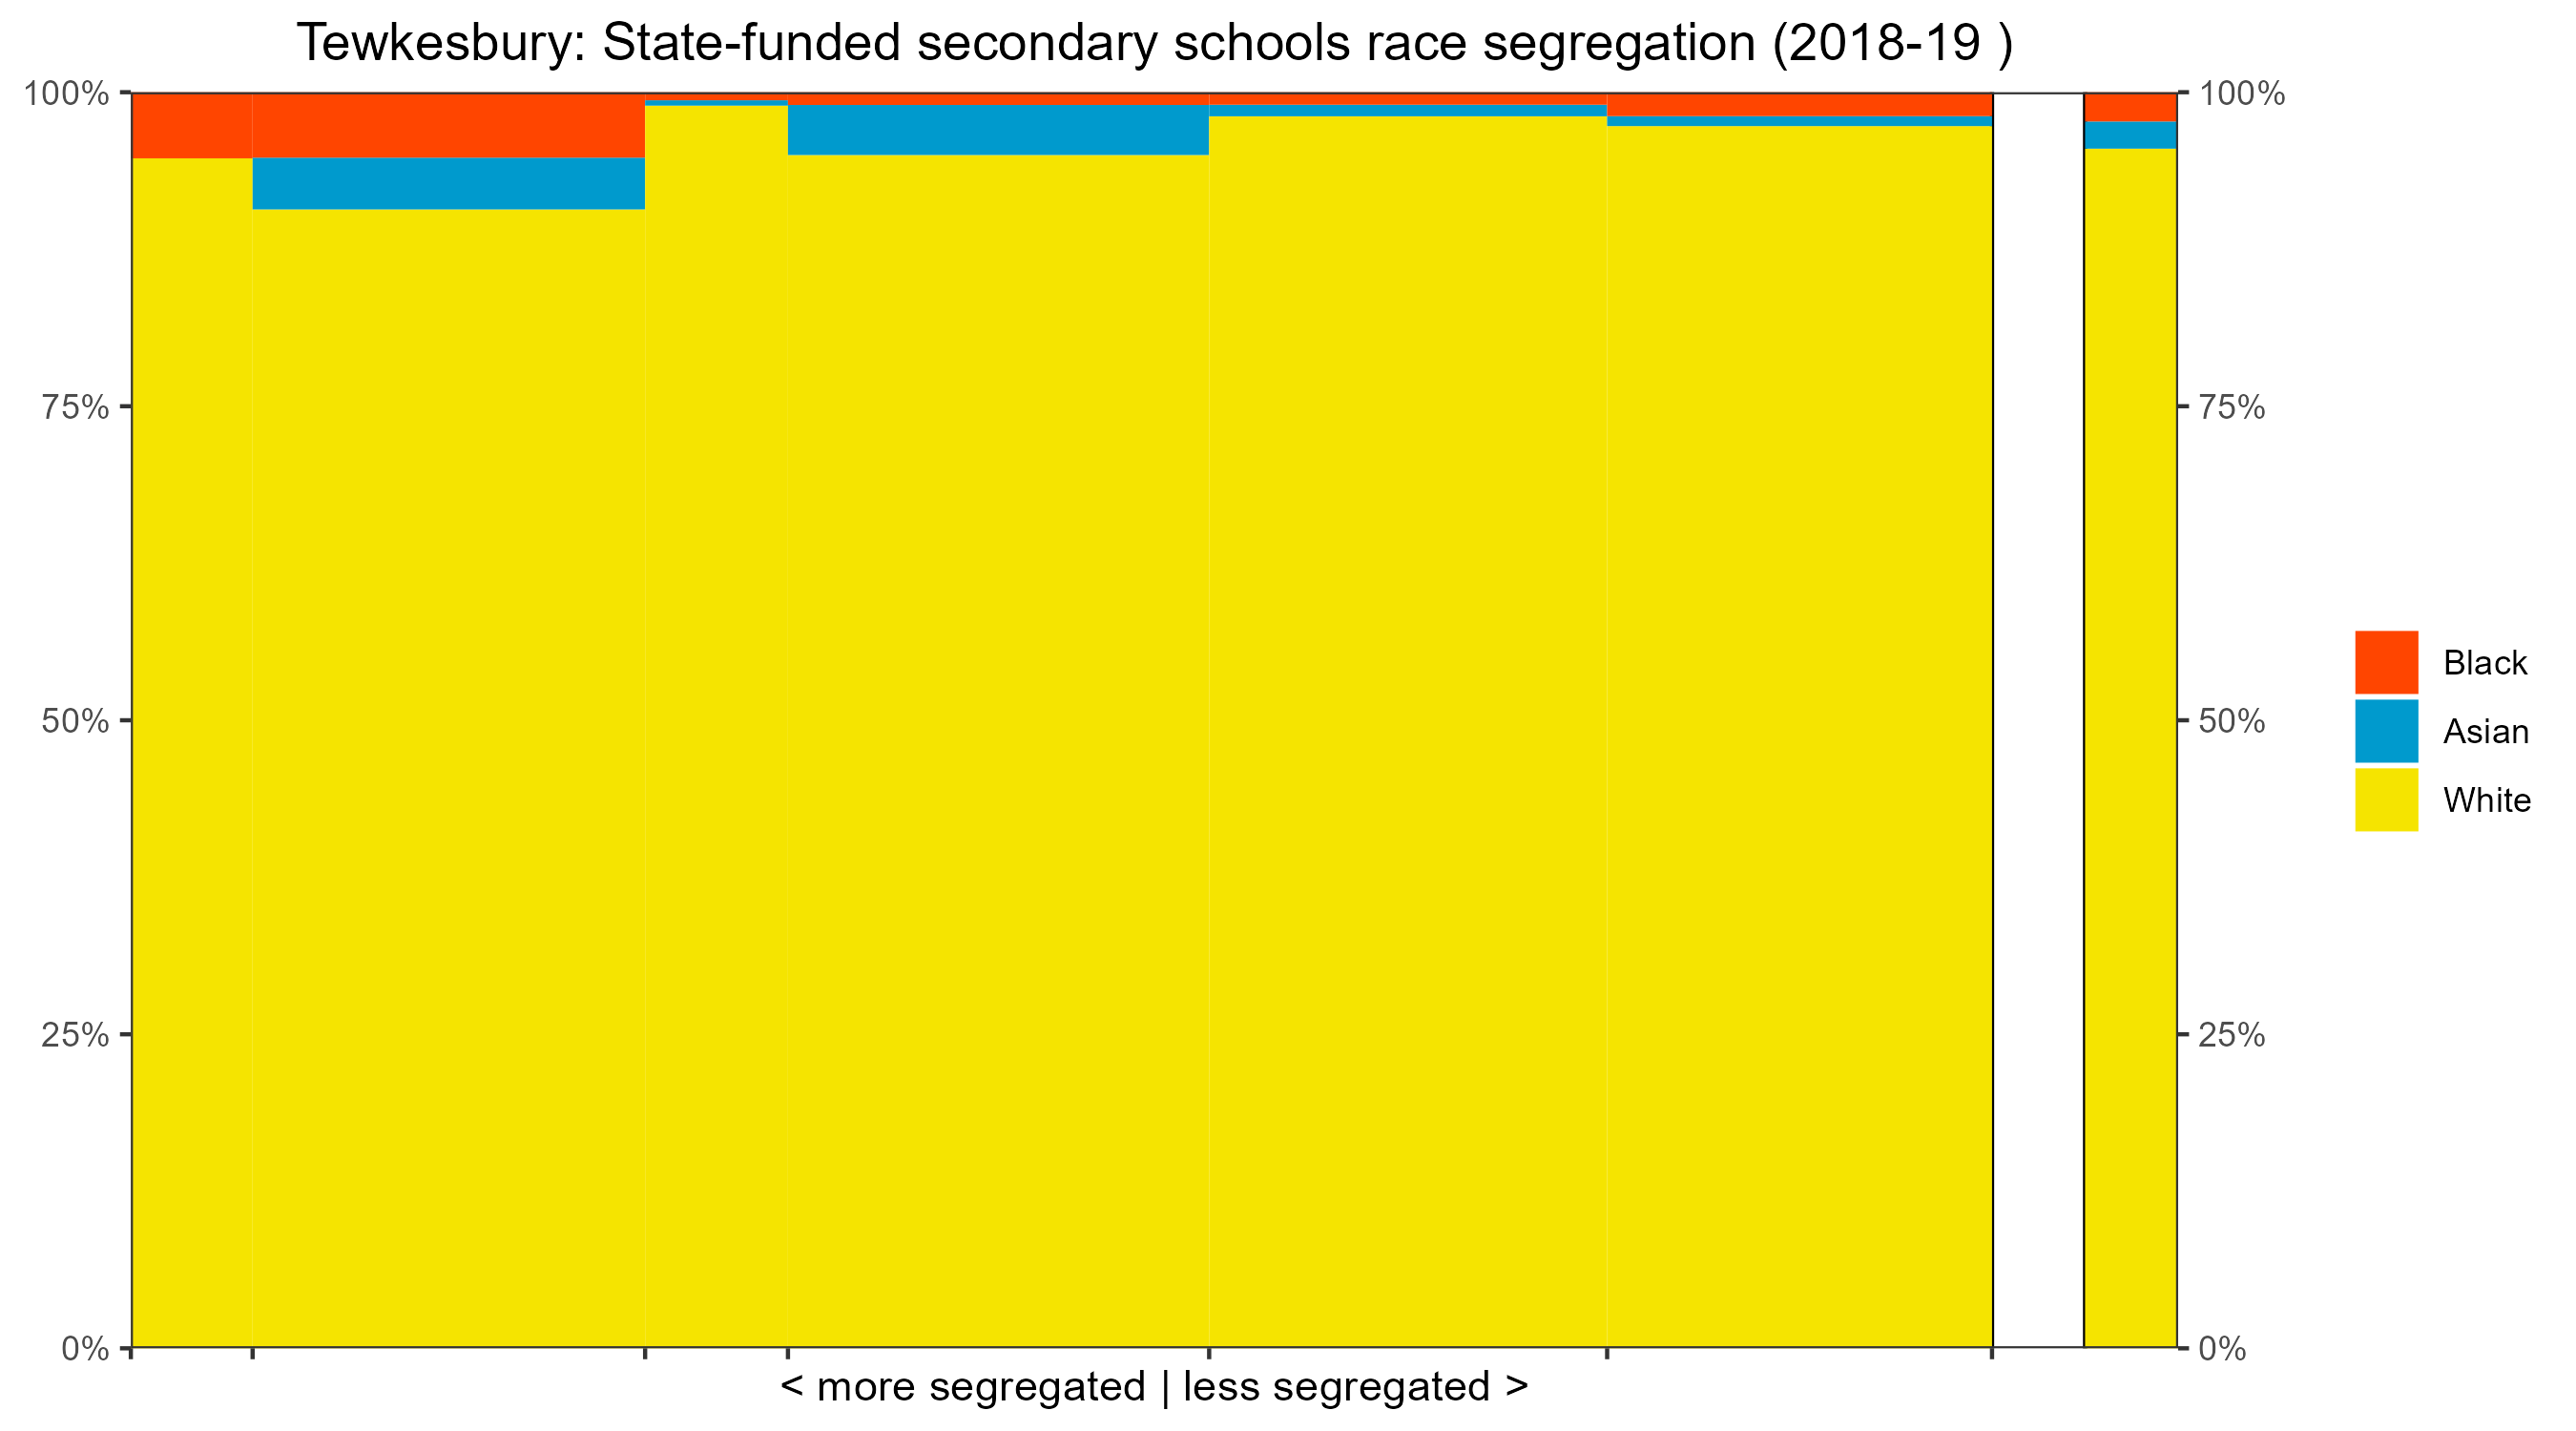 Tewkesbury: State-funded secondary schools race segregation (2018-19 )
100%
75%
50%
25%
0%
100%
75%
50%
25%
0%
Black
Asian
White
< more segregated | less segregated >